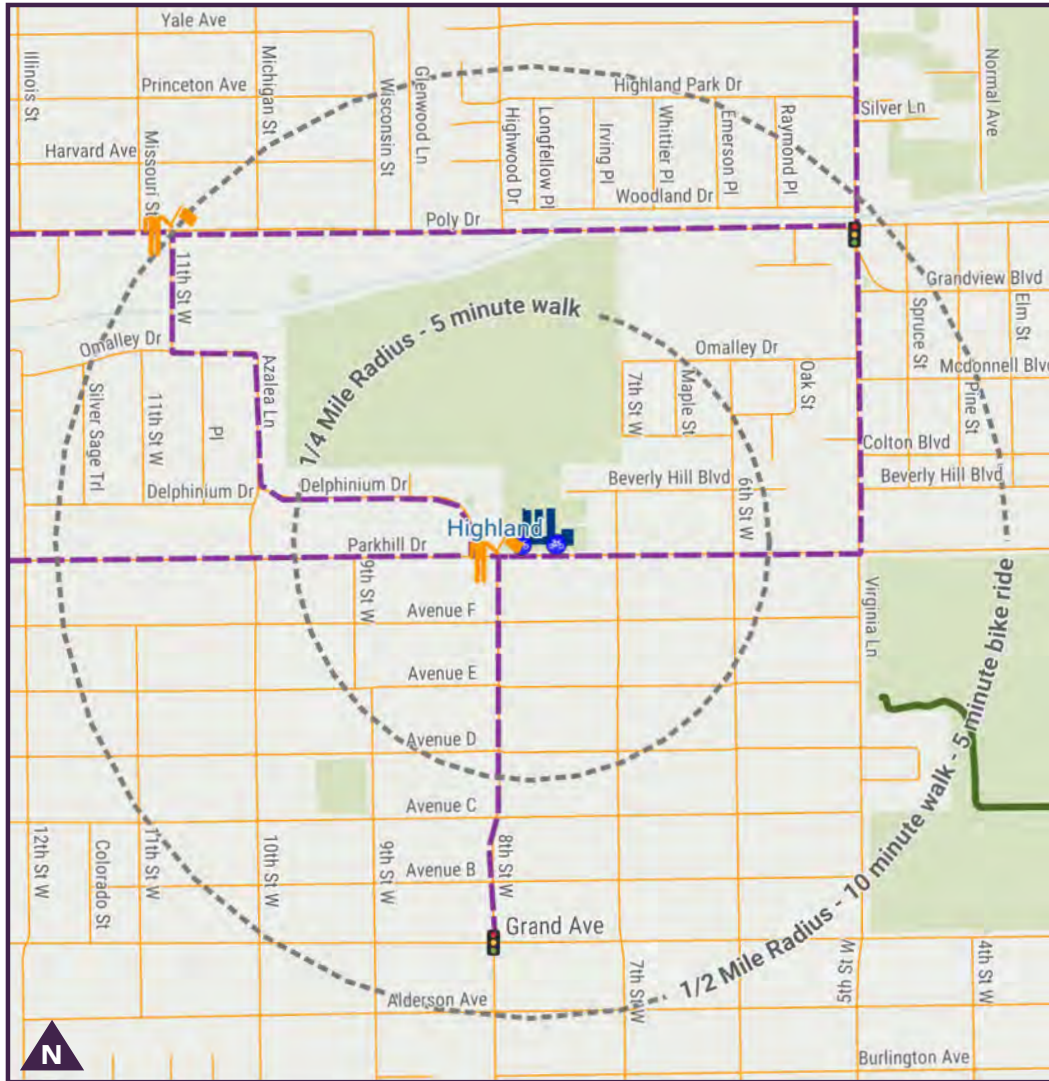 Yale Ave
Illinois St
Michigan St
Princeton Ave
Wisconsin St
Glenwood Ln
Highland Park Dr
Normal Ave
Silver Ln
Harvard Ave
Missouri St
Highwood Dr
Longfellow Pl
Irving Pl
Whittier Pl
Emerson Pl
Raymond Pl
Woodland Dr
Poly Dr
11th St W
Grandview Blvd
Spruce St
Elm St
1/4 Mile Radius - 5 minute walk
Omalley Dr
Omalley Dr
Azalea Ln
7th St W
Maple St
Oak St
Mcdonnell Blvd
Pine St
Silver Sage Trl
11th St W
Pl
Colton Blvd
Delphinium Dr
Delphinium Dr
Beverly Hill Blvd
Beverly Hill Blvd
6th St W
Highland
Parkhill Dr
9th St W
Virginia Ln
Avenue F
Avenue E
Avenue D
Avenue C
Avenue B
12th St W
Colorado St
11th St W
10th St W
9th St W
8th St W
Grand Ave
1/2 Mile Radius - 10 minute walk - 5 minute bike ride
7th St W
5th St W
4th St W
Alderson Ave
Burlington Ave
N